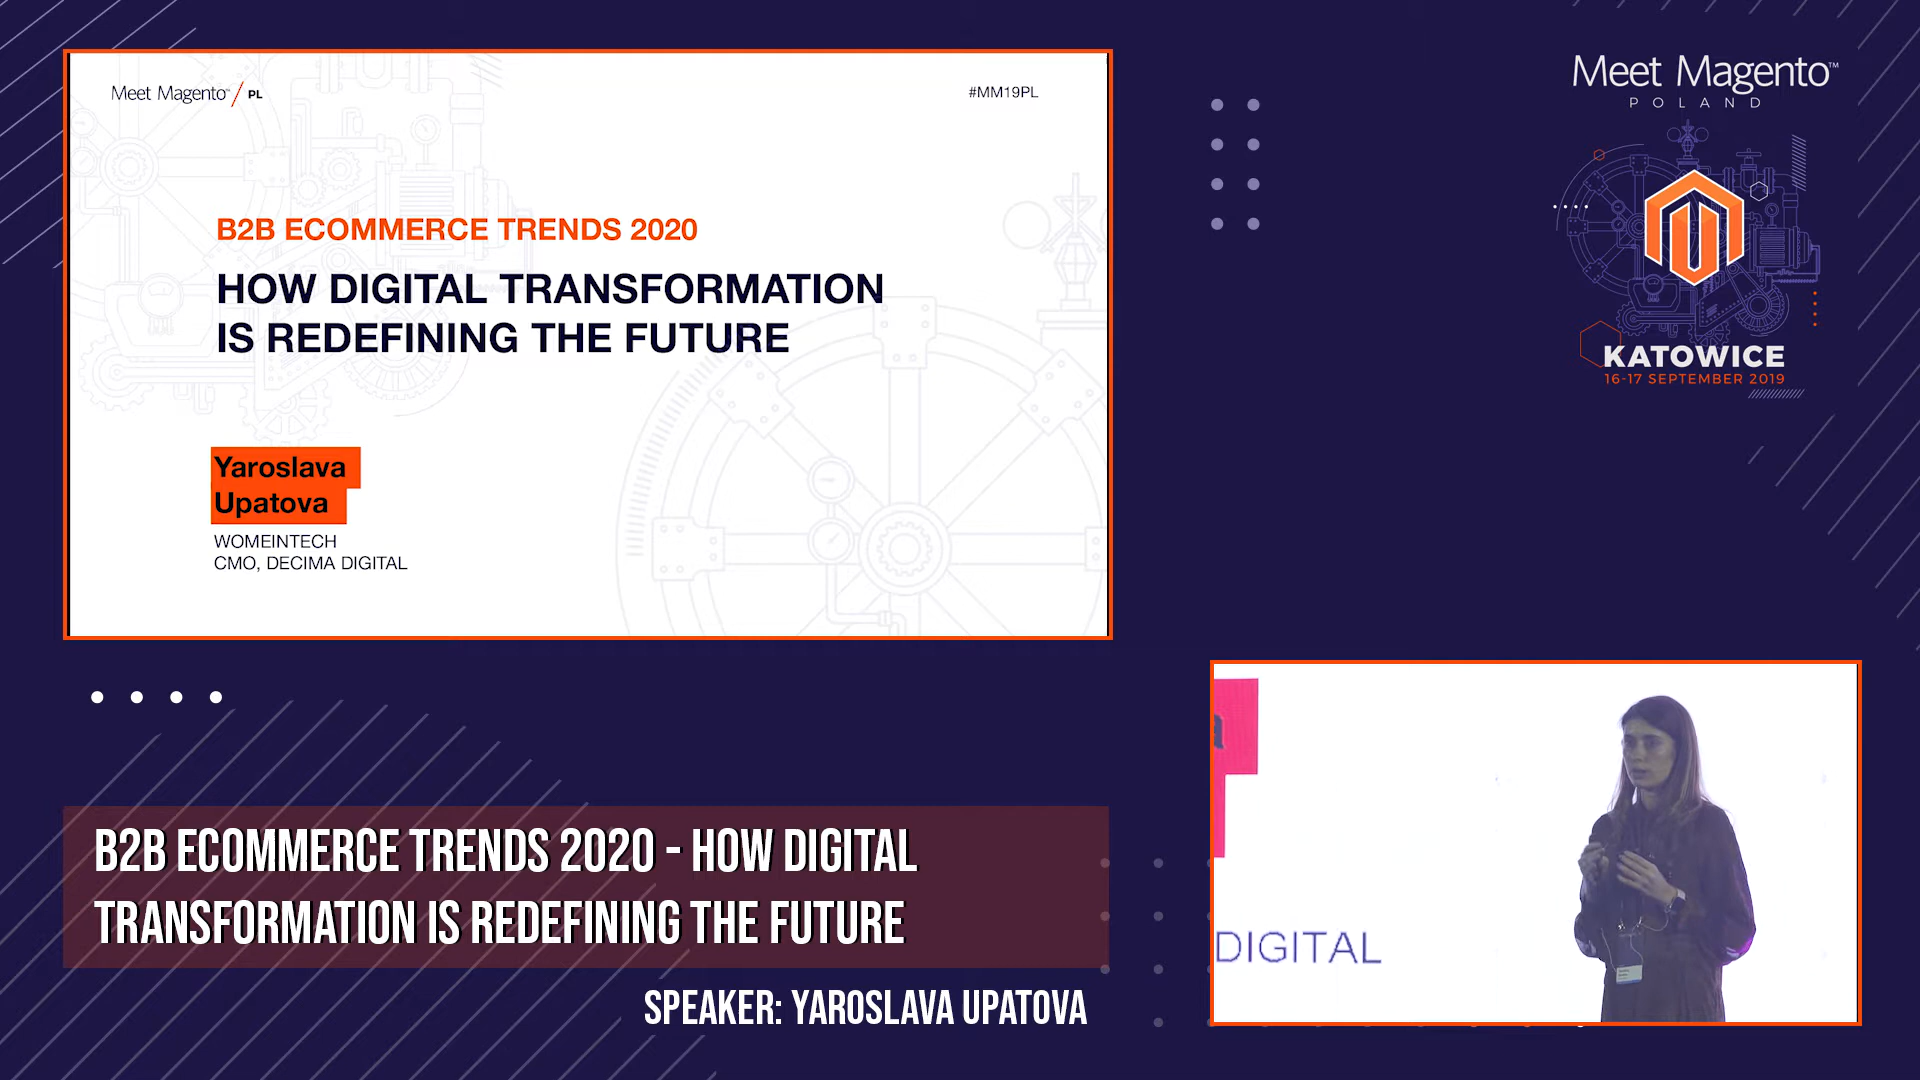 Meet Magento™ / PL
#MM19PL
B2B ECOMMERCE TRENDS 2020
HOW DIGITAL TRANSFORMATION
IS REDEFINING THE FUTURE
Yaroslava
Upatova
WOMEINTECH
CMO, DECIMA DIGITAL
Meet Magento™
POLAND
KATOWICE
16-17 SEPTEMBER 2019
B2B ECOMMERCE TRENDS 2020 - HOW DIGITAL
TRANSFORMATION IS REDEFINING THE FUTURE
SPEAKER: YAROSLAVA UPATOVA
a
DIGITAL